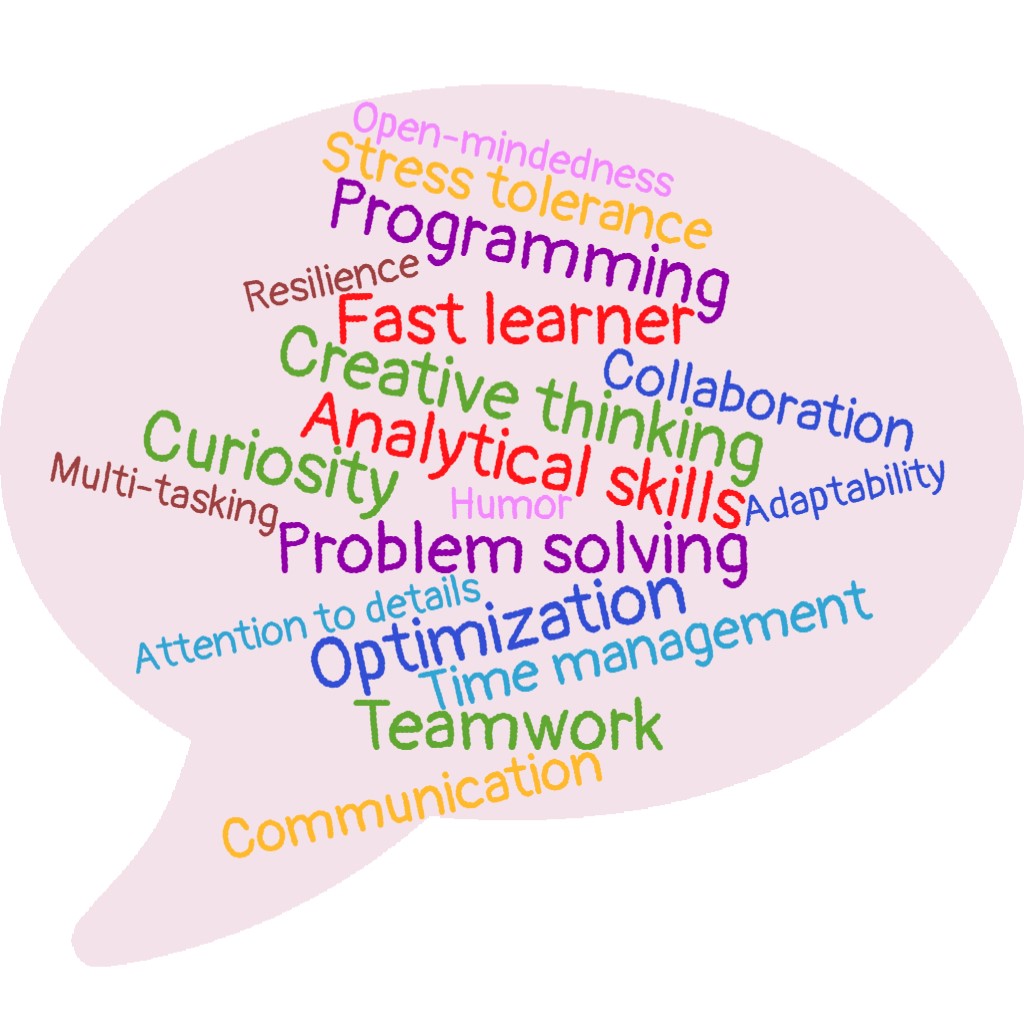 Open-mindedness
Stress tolerance
Programming
Resilience
Fast learner
Creative thinking
Collaboration
Analytical skills
Curiosity
Multi-tasking
Humor
Adaptability
Problem solving
Attention to details
Optimization
Time management
Teamwork
Communication